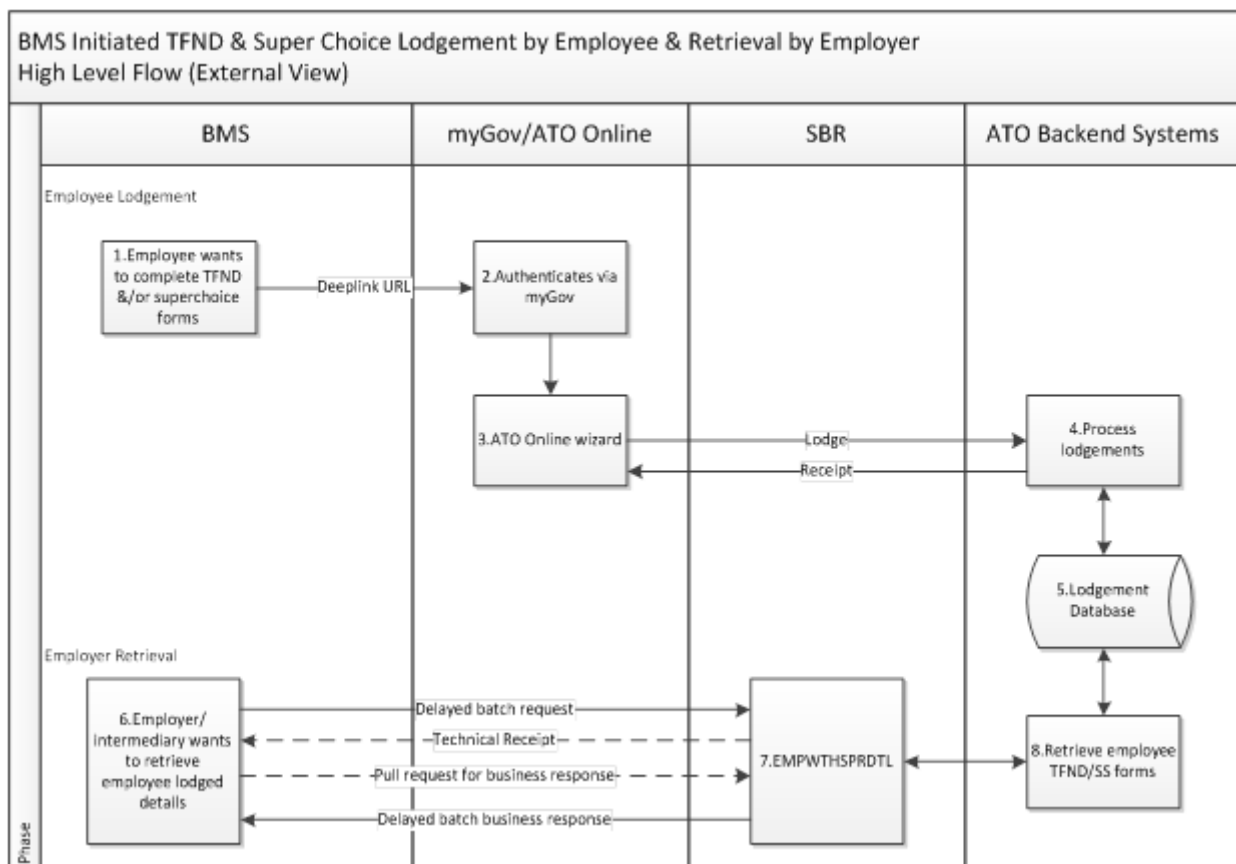 BMS Initiated TFND & Super Choice Lodgement by Employee & Retrieval by Employer
High Level Flow (External View)
BMS
myGov/ATO Online
SBR
ATO Backend Systems
Employee Lodgement
1.Employee wants
to complete TFND
&/or superchoice
forms
Deeplink URL
2.Authenticates via
myGov
3.ATO Online wizard
Lodge
Receipt
4.Process
lodgements
5.Lodgement
Database
Employer Retrieval
6.Employer/
Intermediary wants
to retrieve
employee lodged
details
Delayed batch request
Technical Receipt
Pull request for business response
Delayed batch business response
7.EMPWTHSPRDTL
8.Retrieve employee
TFND/SS forms
Phase